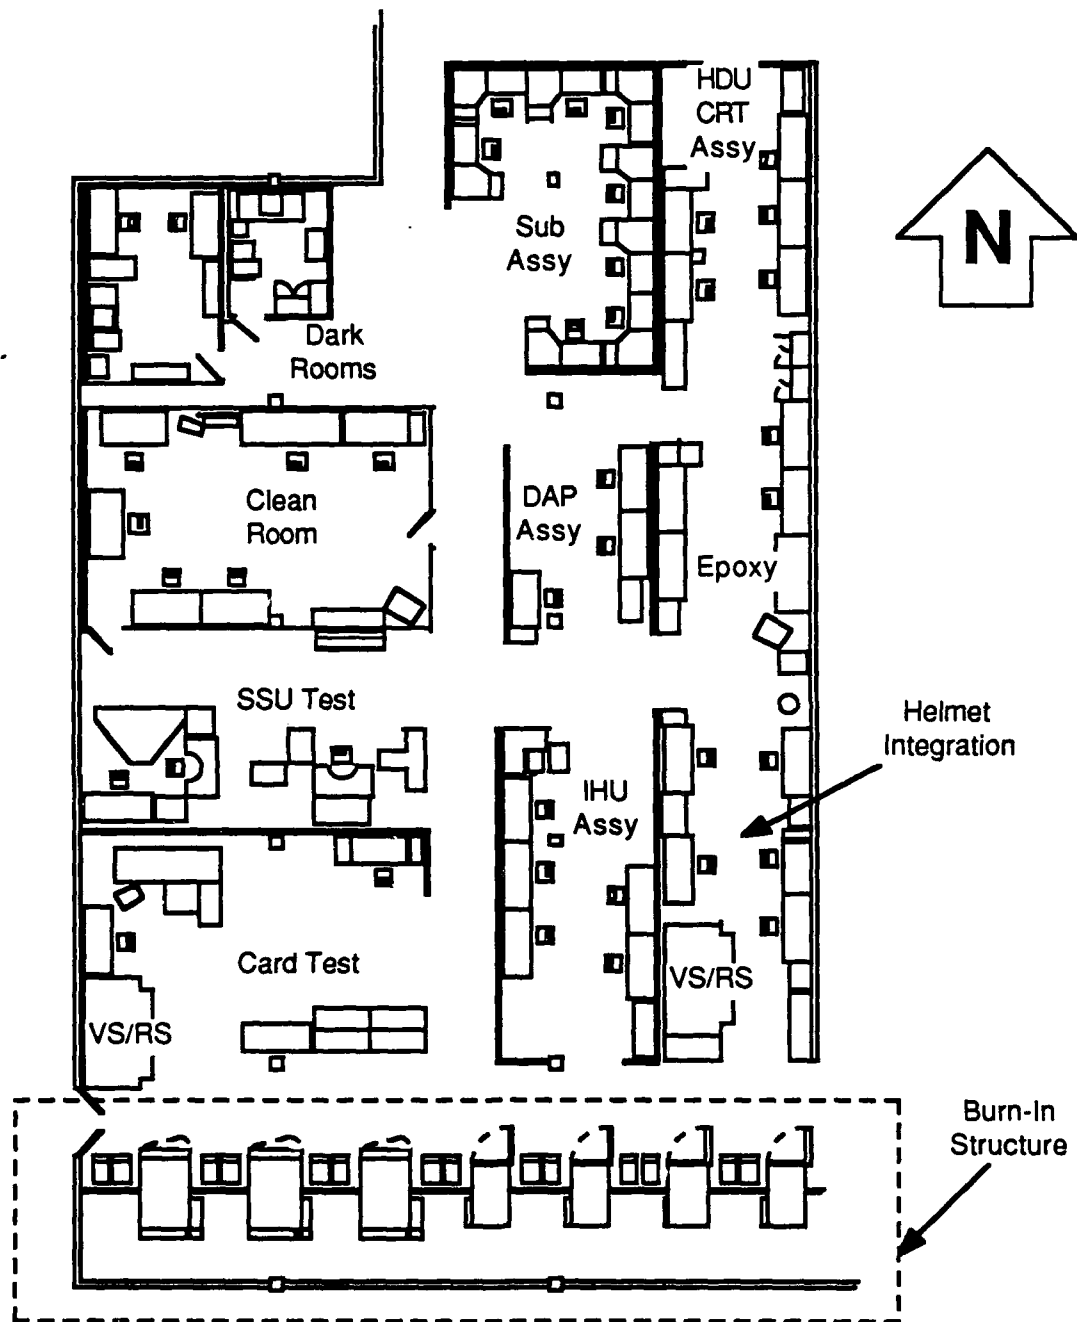 HDU
CRT
Assy
N
Sub
Assy
Dark
Rooms
Clean
Room
DAP
Assy
Epoxy
SSU Test
Helmet
Integration
IHU
Assy
Card Test
VS/RS
VS/RS
Burn-In
Structure